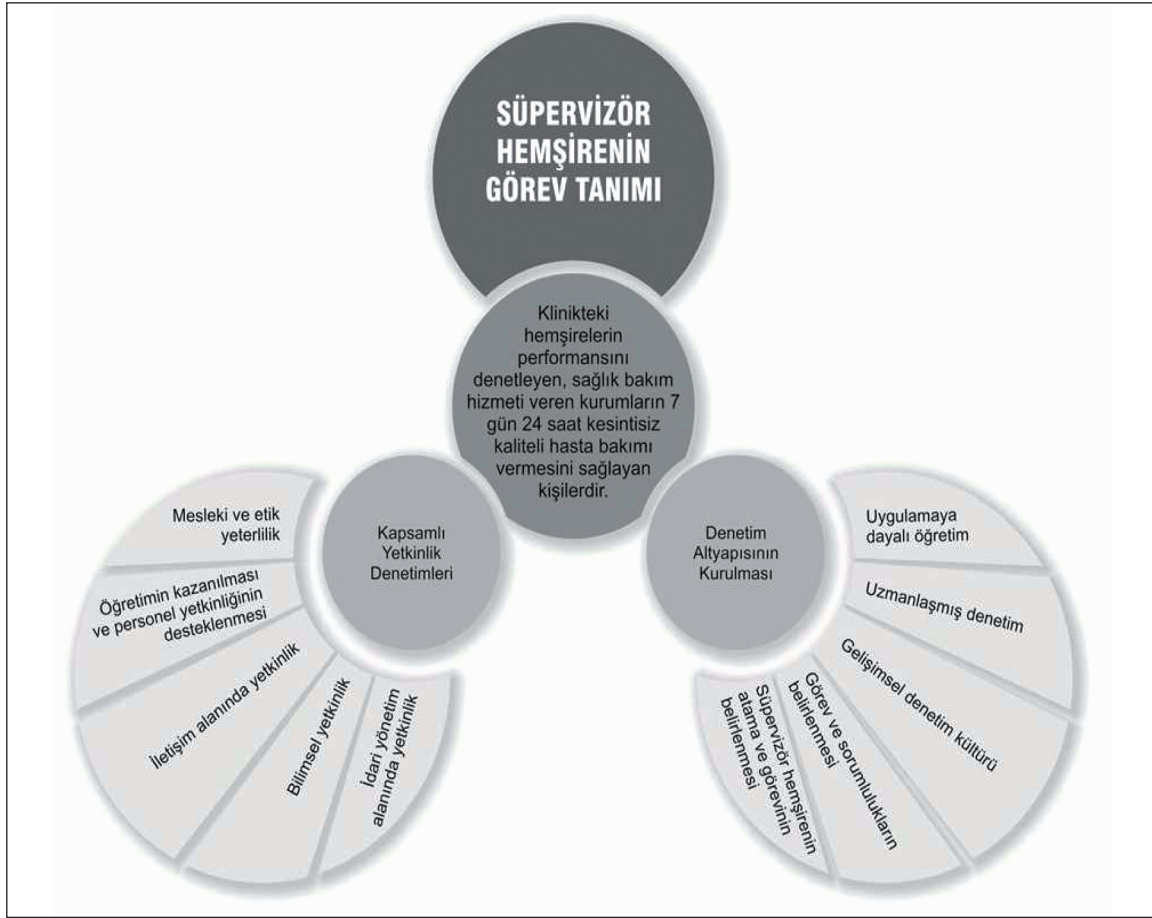 SÜPERVİZÖR
HEMŞİRENİN
GÖREV TANIMI
Klinikteki
hemşirelerin
performansını
denetleyen, sağlık bakım
hizmeti veren kurumların 7
gün 24 saat kesintisiz
kaliteli hasta bakımı
vermesini sağlayan
kişilerdir.
Kapsamlı
Yetkinlik
Denetimleri
Mesleki ve etik
yeterlilik
Öğretimin kazanılması
ve personel yetkinliğinin
desteklenmesi
İletişim alanında yetkinlik
Bilimsel yetkinlik
İdari yönetim
alanında yetkinlik
Denetim
Altyapısının
Kurulması
Uygulamaya
dayalı öğretim
Uzmanlaşmış denetim
Gelişimsel denetim kültürü
Görev ve sorumlulukların
belirlenmesi
Süpervizör hemşirenin
atama ve görevinin
belirlenmesi